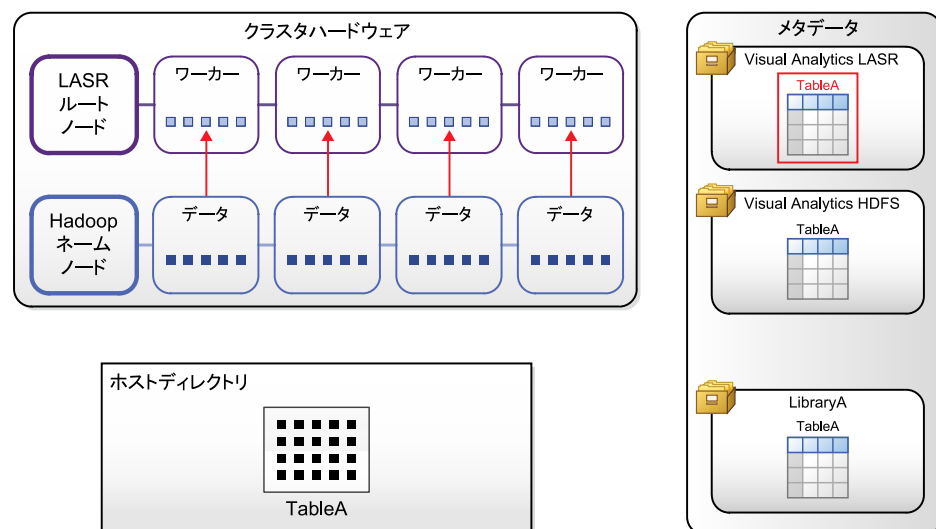 クラスタハードウェア
LASR
ルート
ノード
ワーカー
ワーカー
ワーカー
ワーカー
Hadoop
ネーム
ノード
データ
データ
データ
データ
ホストディレクトリ
TableA
メタデータ
Visual Analytics LASR
TableA
Visual Analytics HDFS
TableA
LibraryA
TableA